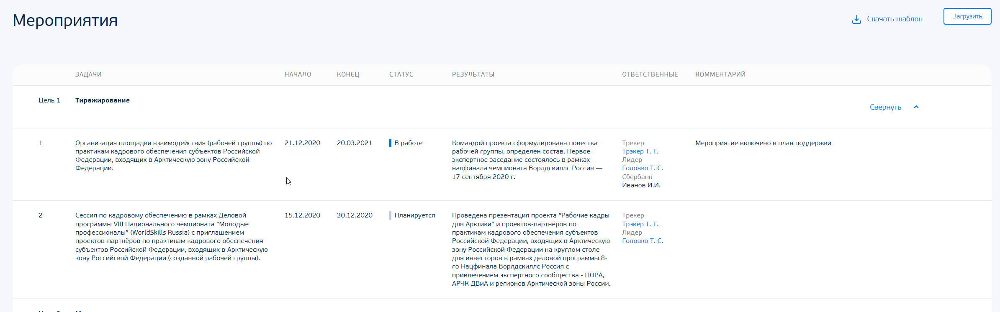 Мероприятия
Скачать шаблон
Загрузить
ЗАДАЧИ
НАЧАЛО
КОНЕЦ
СТАТУС
РЕЗУЛЬТАТЫ
ОТВЕТСТВЕННЫЕ
КОММЕНТАРИЙ
Цель 1
Тиражирование
Свернуть
1
Организация площадки взаимодействия (рабочей группы) по
практикам кадрового обеспечения субъектов Российской
Федерации, входящих в Арктическую зону Российской
Федерации.
21.12.2020
20.03.2021
В работе
Командой проекта сформулирована повестка
рабочей группы, определён состав. Первое
экспертное заседание состоялось в рамках
нацфинала чемпионата Ворлдскиллс Россия —
17 сентября 2020 г.
Трекер
Трэкер Т. Т.
Лидер
Головко Т. С.
Сбербанк
Иванов И.И.
Мероприятие включено в план поддержки
2
Сессия по кадровому обеспечению в рамках Деловой
программы VIII Национального чемпионата “Молодые
профессионалы” (WorldSkills Russia) с приглашением
проектов-партнёров по практикам кадрового обеспечения
субъектов Российской Федерации, входящих в Арктическую
зону Российской Федерации (созданной рабочей группы).
15.12.2020
30.12.2020
Планируется
Проведена презентация проекта “Рабочие кадры
для Арктики” и проектов-партнёров по
практикам кадрового обеспечения субъектов
Российской Федерации, входящих в Арктическую
зону Российской Федерации на круглом столе
для инвесторов в рамках деловой программы 8-
го Нацфинала Ворлдскиллс Россия с
привлечением экспертного сообщества - ПОРА,
АРЧК ДВиА и регионов Арктической зоны России.
Трекер
Трэкер Т. Т.
Лидер
Головко Т. С.